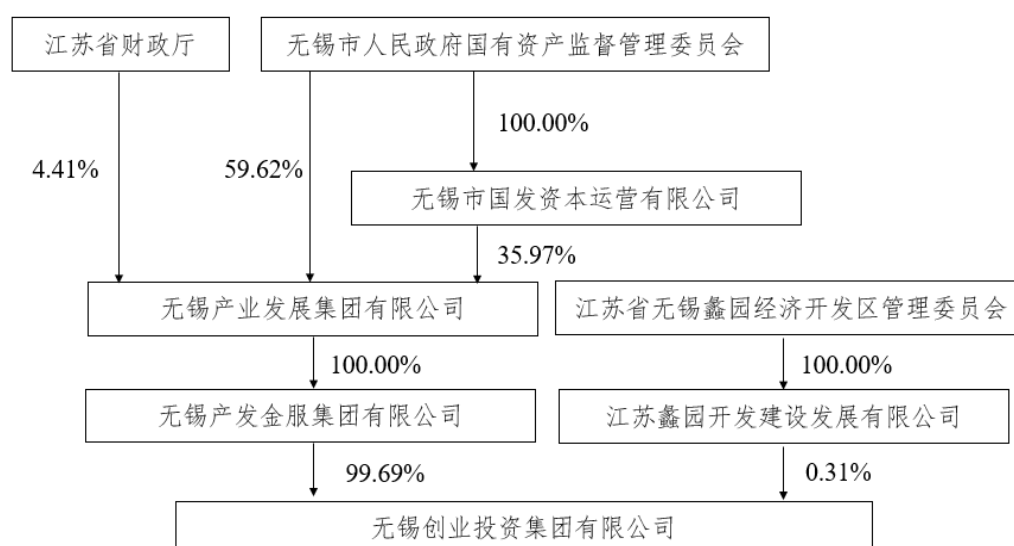 江苏省财政厅
无锡市人民政府国有资产监督管理委员会
100.00%
4.41%
59.62%
无锡市国发资本运营有限公司
35.97%
无锡产业发展集团有限公司
江苏省无锡蠡园经济开发区管理委员会
100.00%
100.00%
无锡产发金服集团有限公司
江苏蠡园开发建设发展有限公司
99.69%
0.31%
无锡创业投资集团有限公司